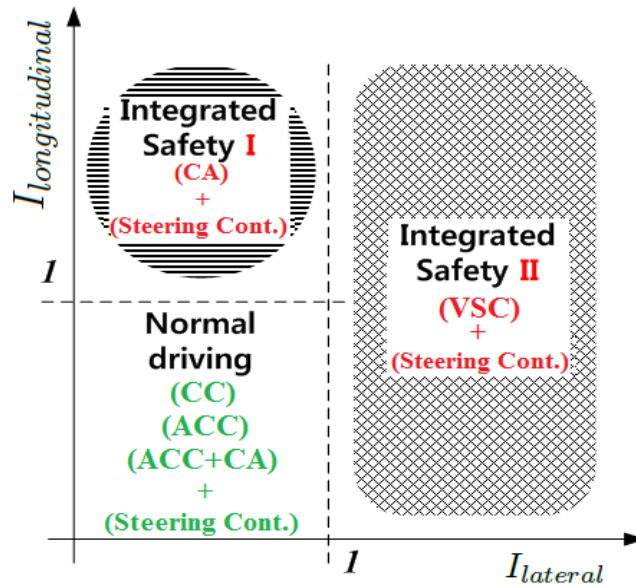 I_longitudinal
Integrated
Safety I
(CA)
+
(Steering Cont.)
1
Integrated
Safety II
(VSC)
+
(Steering Cont.)
Normal
driving
(CC)
(ACC)
(ACC+CA)
+
(Steering Cont.)
1
I_lateral